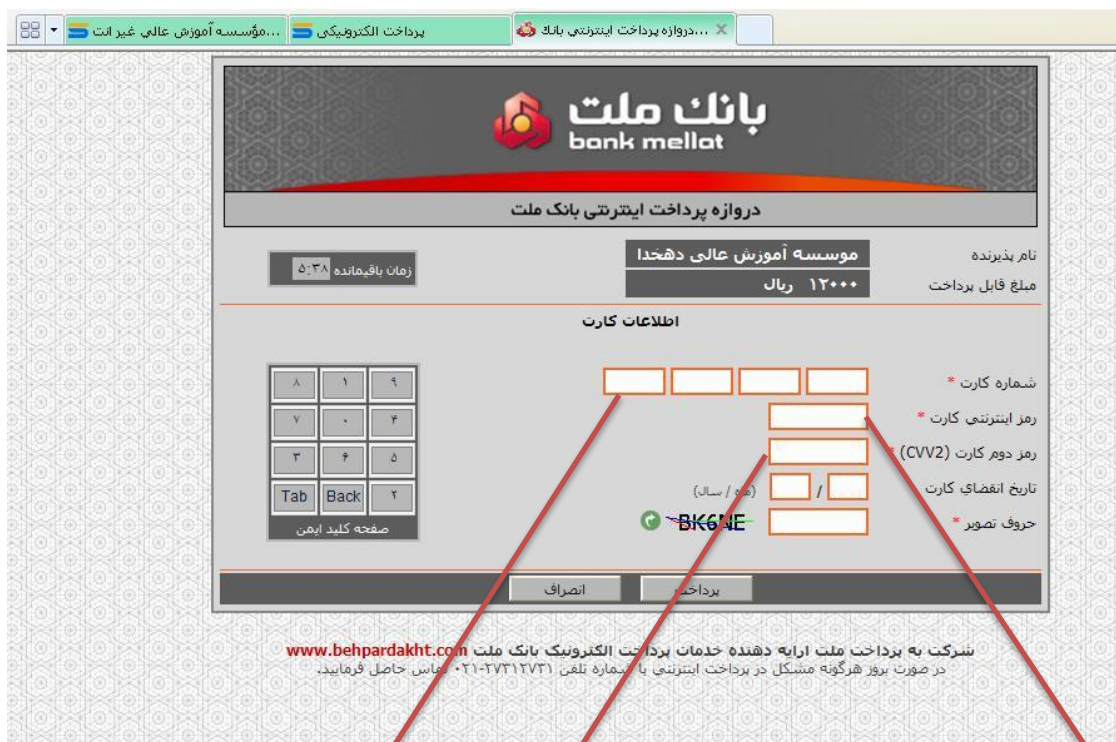 ...مؤسسه آموزش عالی غیر انت
پرداخت الکترونیکی
...دروازه پرداخت اینترنتی بانك
بانك ملت
bank mellat
دروازه پرداخت اینترنتی بانک ملت
نام پذیرنده موسسه آموزش عالی دهخدا
زمان باقیمانده ۵:۳۸
مبلغ قابل پرداخت ۱۲۰۰۰ ریال
اطلاعات کارت
شماره کارت *
رمز اینترنتی کارت *
رمز دوم کارت (CVV2) *
تاریخ انقضاي کارت / (ماه / سال)
حروف تصویر * BK6NE
۹ ۱ ۸
۴ ۰ ۷
۵ ۶ ۳
۲ Back Tab
صفحه کلید ایمن
پرداخت انصراف
شرکت به پرداخت ملت ارایه دهنده خدمات پرداخت الکترونیک بانک ملت www.behpardakht.com
در صورت بروز هرگونه مشکل در پرداخت اینترنتی با شماره تلفن ۲۷۳۱۲۷۳۱-۰۲۱ تماس حاصل فرمایید.